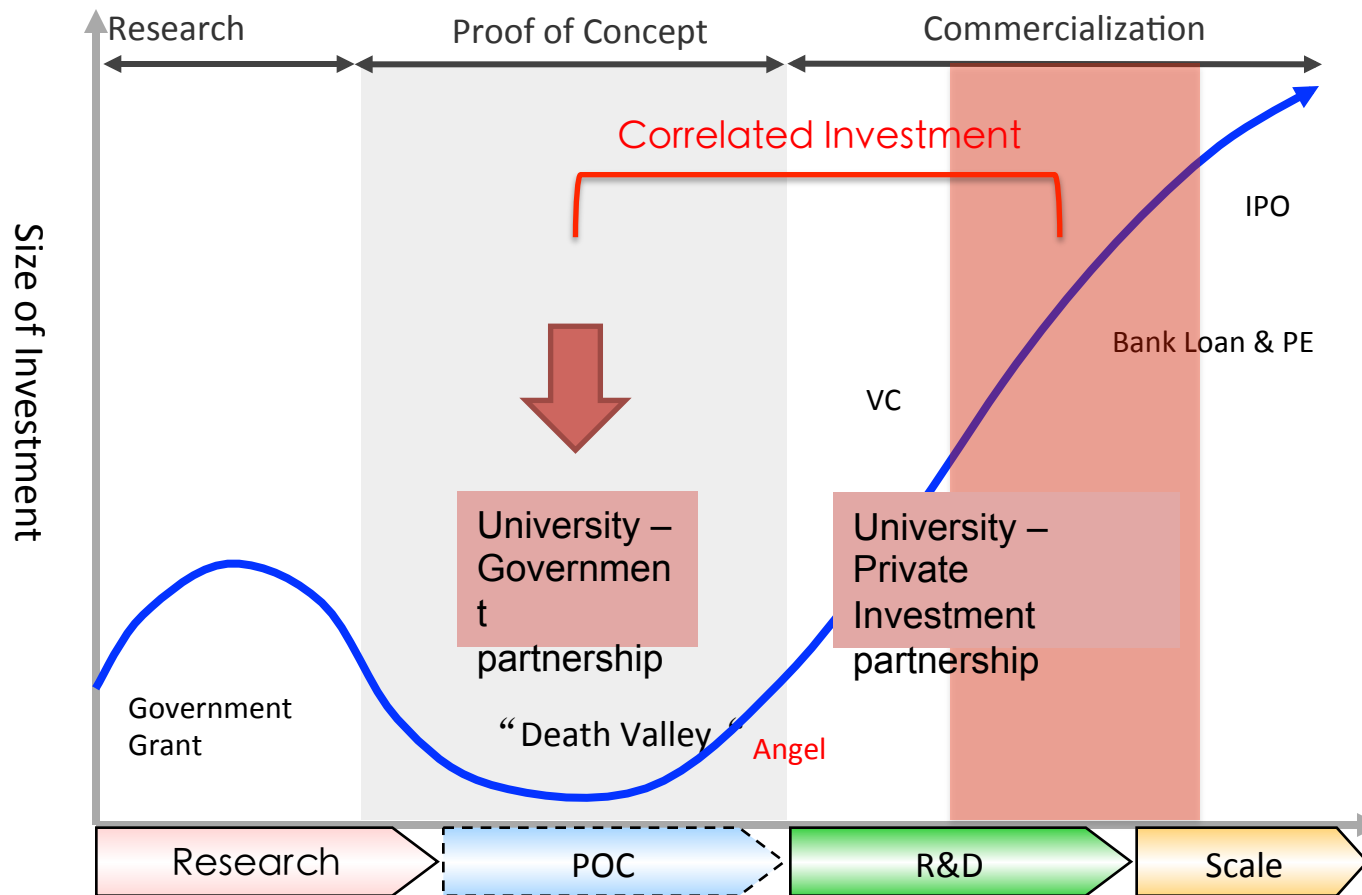 Research
Proof of Concept
Commercialization
Correlated Investment
IPO
Size of Investment
Bank Loan & PE
VC
University –
Governmen
t
partnership
University –
Private
Investment
partnership
Government
Grant
“ Death Valley “
Angel
Research
POC
R&D
Scale